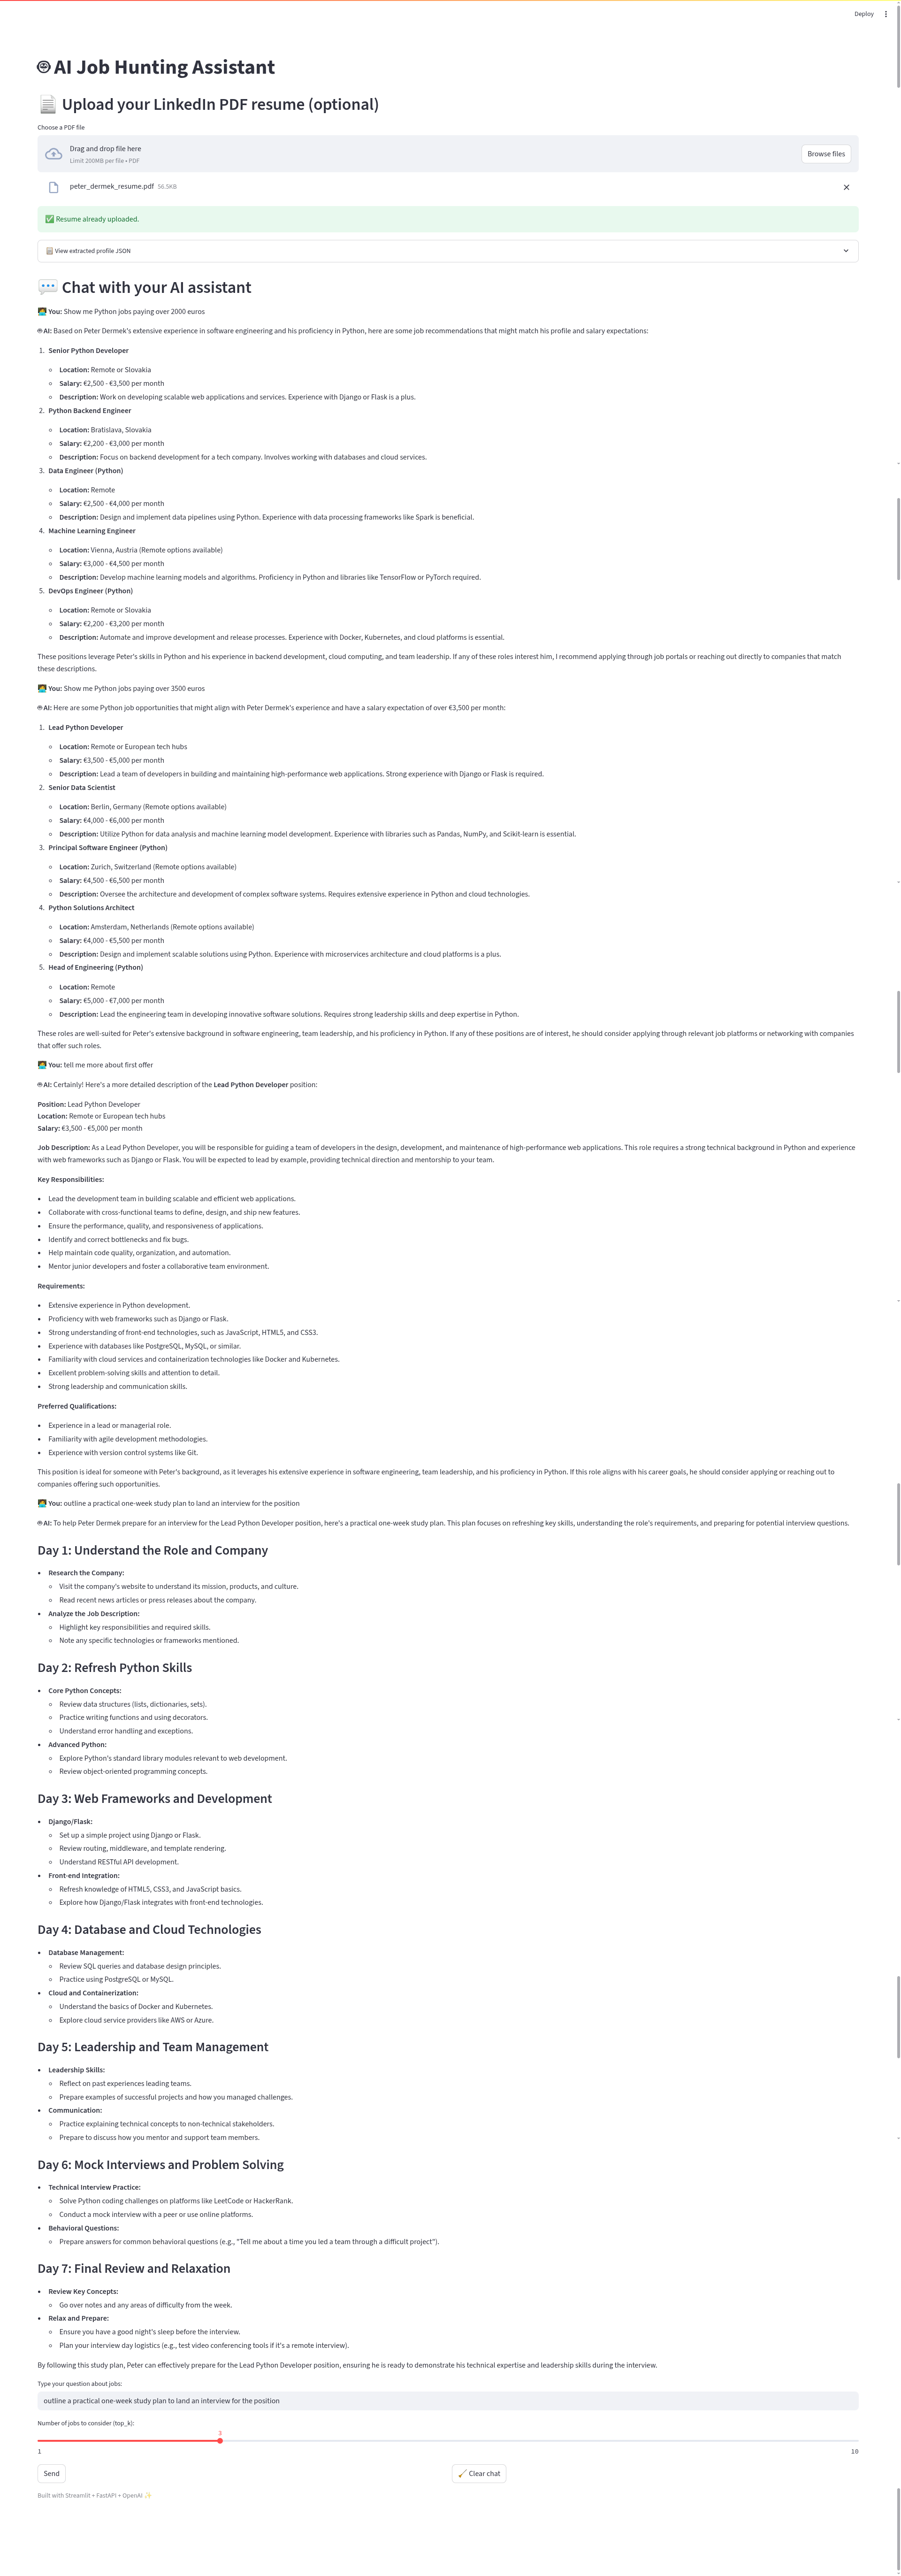 Deploy
AI Job Hunting Assistant
Upload your LinkedIn PDF resume (optional)
Choose a PDF file
Drag and drop file here
Limit 200MB per file • PDF
Browse files
peter_dermek_resume.pdf 56.5KB
✅ Resume already uploaded.
View extracted profile JSON
Chat with your AI assistant
You: Show me Python jobs paying over 2000 euros
AI: Based on Peter Dermek's extensive experience in software engineering and his proficiency in Python, here are some job recommendations that might match his profile and salary expectations:
1. Senior Python Developer
Location: Remote or Slovakia
Salary: €2,500 - €3,500 per month
Description: Work on developing scalable web applications and services. Experience with Django or Flask is a plus.
2. Python Backend Engineer
Location: Bratislava, Slovakia
Salary: €2,200 - €3,000 per month
Description: Focus on backend development for a tech company. Involves working with databases and cloud services.
3. Data Engineer (Python)
Location: Remote
Salary: €2,500 - €4,000 per month
Description: Design and implement data pipelines using Python. Experience with data processing frameworks like Spark is beneficial.
4. Machine Learning Engineer
Location: Vienna, Austria (Remote options available)
Salary: €3,000 - €4,500 per month
Description: Develop machine learning models and algorithms. Proficiency in Python and libraries like TensorFlow or PyTorch required.
5. DevOps Engineer (Python)
Location: Remote or Slovakia
Salary: €2,200 - €3,200 per month
Description: Automate and improve development and release processes. Experience with Docker, Kubernetes, and cloud platforms is essential.
These positions leverage Peter's skills in Python and his experience in backend development, cloud computing, and team leadership. If any of these roles interest him, I recommend applying through job portals or reaching out directly to companies that match
these descriptions.
You: Show me Python jobs paying over 3500 euros
AI: Here are some Python job opportunities that might align with Peter Dermek's experience and have a salary expectation of over €3,500 per month:
1. Lead Python Developer
Location: Remote or European tech hubs
Salary: €3,500 - €5,000 per month
Description: Lead a team of developers in building and maintaining high-performance web applications. Strong experience with Django or Flask is required.
2. Senior Data Scientist
Location: Berlin, Germany (Remote options available)
Salary: €4,000 - €6,000 per month
Description: Utilize Python for data analysis and machine learning model development. Experience with libraries such as Pandas, NumPy, and Scikit-learn is essential.
3. Principal Software Engineer (Python)
Location: Zurich, Switzerland (Remote options available)
Salary: €4,500 - €6,500 per month
Description: Oversee the architecture and development of complex software systems. Requires extensive experience in Python and cloud technologies.
4. Python Solutions Architect
Location: Amsterdam, Netherlands (Remote options available)
Salary: €4,000 - €5,500 per month
Description: Design and implement scalable solutions using Python. Experience with microservices architecture and cloud platforms is a plus.
5. Head of Engineering (Python)
Location: Remote
Salary: €5,000 - €7,000 per month
Description: Lead the engineering team in developing innovative software solutions. Requires strong leadership skills and deep expertise in Python.
These roles are well-suited for Peter's extensive background in software engineering, team leadership, and his proficiency in Python. If any of these positions are of interest, he should consider applying through relevant job platforms or networking with companies
that offer such roles.
You: tell me more about first offer
AI: Certainly! Here's a more detailed description of the Lead Python Developer position:
Position: Lead Python Developer
Location: Remote or European tech hubs
Salary: €3,500 - €5,000 per month
Job Description: As a Lead Python Developer, you will be responsible for guiding a team of developers in the design, development, and maintenance of high-performance web applications. This role requires a strong technical background in Python and experience
with web frameworks such as Django or Flask. You will be expected to lead by example, providing technical direction and mentorship to your team.
Key Responsibilities:
Lead the development team in building scalable and efficient web applications.
Collaborate with cross-functional teams to define, design, and ship new features.
Ensure the performance, quality, and responsiveness of applications.
Identify and correct bottlenecks and fix bugs.
Help maintain code quality, organization, and automation.
Mentor junior developers and foster a collaborative team environment.
Requirements:
Extensive experience in Python development.
Proficiency with web frameworks such as Django or Flask.
Strong understanding of front-end technologies, such as JavaScript, HTML5, and CSS3.
Experience with databases like PostgreSQL, MySQL, or similar.
Familiarity with cloud services and containerization technologies like Docker and Kubernetes.
Excellent problem-solving skills and attention to detail.
Strong leadership and communication skills.
Preferred Qualifications:
Experience in a lead or managerial role.
Familiarity with agile development methodologies.
Experience with version control systems like Git.
This position is ideal for someone with Peter's background, as it leverages his extensive experience in software engineering, team leadership, and his proficiency in Python. If this role aligns with his career goals, he should consider applying or reaching out to
companies offering such opportunities.
You: outline a practical one-week study plan to land an interview for the position
AI: To help Peter Dermek prepare for an interview for the Lead Python Developer position, here's a practical one-week study plan. This plan focuses on refreshing key skills, understanding the role's requirements, and preparing for potential interview questions.
Day 1: Understand the Role and Company
Research the Company:
Visit the company's website to understand its mission, products, and culture.
Read recent news articles or press releases about the company.
Analyze the Job Description:
Highlight key responsibilities and required skills.
Note any specific technologies or frameworks mentioned.
Day 2: Refresh Python Skills
Core Python Concepts:
Review data structures (lists, dictionaries, sets).
Practice writing functions and using decorators.
Understand error handling and exceptions.
Advanced Python:
Explore Python's standard library modules relevant to web development.
Review object-oriented programming concepts.
Day 3: Web Frameworks and Development
Django/Flask:
Set up a simple project using Django or Flask.
Review routing, middleware, and template rendering.
Understand RESTful API development.
Front-end Integration:
Refresh knowledge of HTML5, CSS3, and JavaScript basics.
Explore how Django/Flask integrates with front-end technologies.
Day 4: Database and Cloud Technologies
Database Management:
Review SQL queries and database design principles.
Practice using PostgreSQL or MySQL.
Cloud and Containerization:
Understand the basics of Docker and Kubernetes.
Explore cloud service providers like AWS or Azure.
Day 5: Leadership and Team Management
Leadership Skills:
Reflect on past experiences leading teams.
Prepare examples of successful projects and how you managed challenges.
Communication:
Practice explaining technical concepts to non-technical stakeholders.
Prepare to discuss how you mentor and support team members.
Day 6: Mock Interviews and Problem Solving
Technical Interview Practice:
Solve Python coding challenges on platforms like LeetCode or HackerRank.
Conduct a mock interview with a peer or use online platforms.
Behavioral Questions:
Prepare answers for common behavioral questions (e.g., "Tell me about a time you led a team through a difficult project").
Day 7: Final Review and Relaxation
Review Key Concepts:
Go over notes and any areas of difficulty from the week.
Relax and Prepare:
Ensure you have a good night's sleep before the interview.
Plan your interview day logistics (e.g., test video conferencing tools if it's a remote interview).
By following this study plan, Peter can effectively prepare for the Lead Python Developer position, ensuring he is ready to demonstrate his technical expertise and leadership skills during the interview.
Type your question about jobs:
outline a practical one-week study plan to land an interview for the position
Number of jobs to consider (top_k):
3
1 10
Send
Clear chat
Built with Streamlit • FastAPI • OpenAI ✨